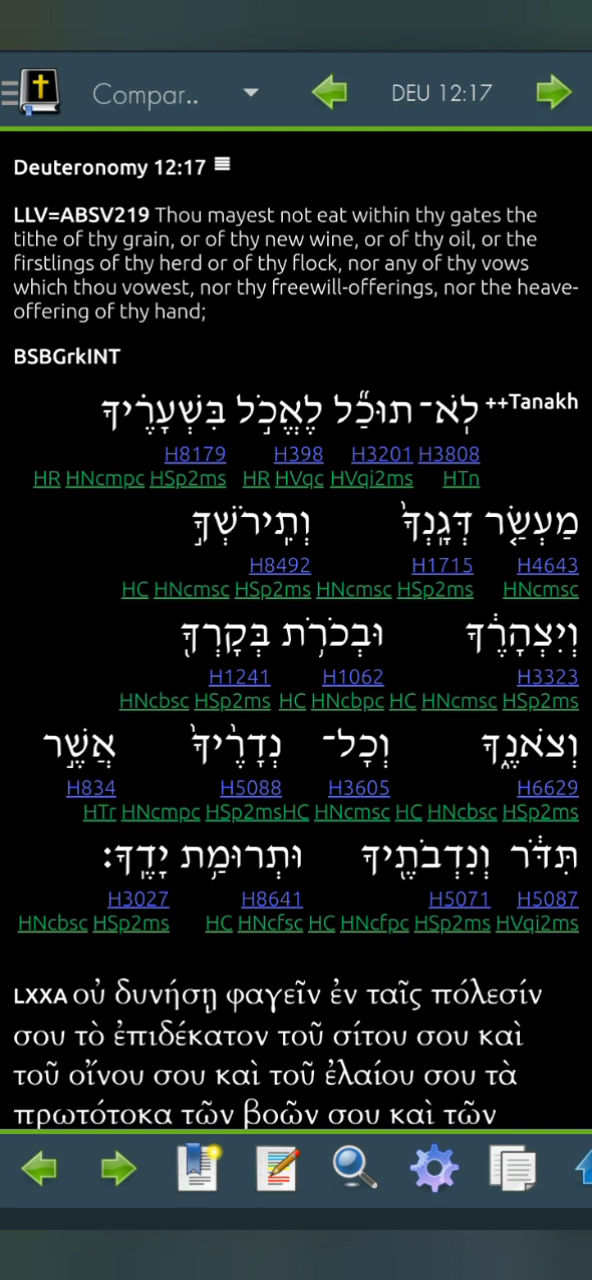 Compar..
DEU 12:17
Deuteronomy 12:17
LLV=ABSV219 Thou mayest not eat within thy gates the
tithe of thy grain, or of thy new wine, or of thy oil, or the
firstlings of thy herd or of thy flock, nor any of thy vows
which thou vowest, nor thy freewill-offerings, nor the heave-
offering of thy hand;
BSBGrkINT
++Tanakh לֹֽא־תוּכַ֞ל לֶאֱכֹ֣ל בִּשְׁעָרֶ֗יךָ
H8179 H398 H3201 H3808
HR HNcmpc HSp2ms HR HVqc HVqi2ms HTn
מַעְשַׂ֤ר דְּגָֽנְךָ֙ וְתִֽירֹשְׁךָ֣
H8492 H1715 H4643
HC HNcmsc HSp2ms HNcmsc HSp2ms HNcmsc
וְיִצְהָרֶ֔ךָ וּבְכֹרֹ֥ת בְּקָרְךָ֖
H1241 H1062 H3323
HNcbsc HSp2ms HC HNcbpc HC HNcmsc HSp2ms
וְצֹאנֶ֑ךָ וְכָל־ נְדָרֶ֙יךָ֙ אֲשֶׁ֣ר
H834 H5088 H3605 H6629
HTr HNcmpc HSp2msHC HNcmsc HC HNcbsc HSp2ms
תִּדֹּ֔ר וְנִדְבֹתֶ֖יךָ וּתְרוּמַ֥ת יָדֶֽךָ׃
H3027 H8641 H5071 H5087
HNcbsc HSp2ms HC HNcfsc HC HNcfpc HSp2ms HVqi2ms
LXXA οὐ δυνήσῃ φαγεῖν ἐν ταῖς πόλεσίν
σου τὸ ἐπιδέκατον τοῦ σίτου σου καὶ
τοῦ οἴνου σου καὶ τοῦ ἐλαίου σου τὰ
πρωτότοκα τῶν βοῶν σου καὶ τῶν